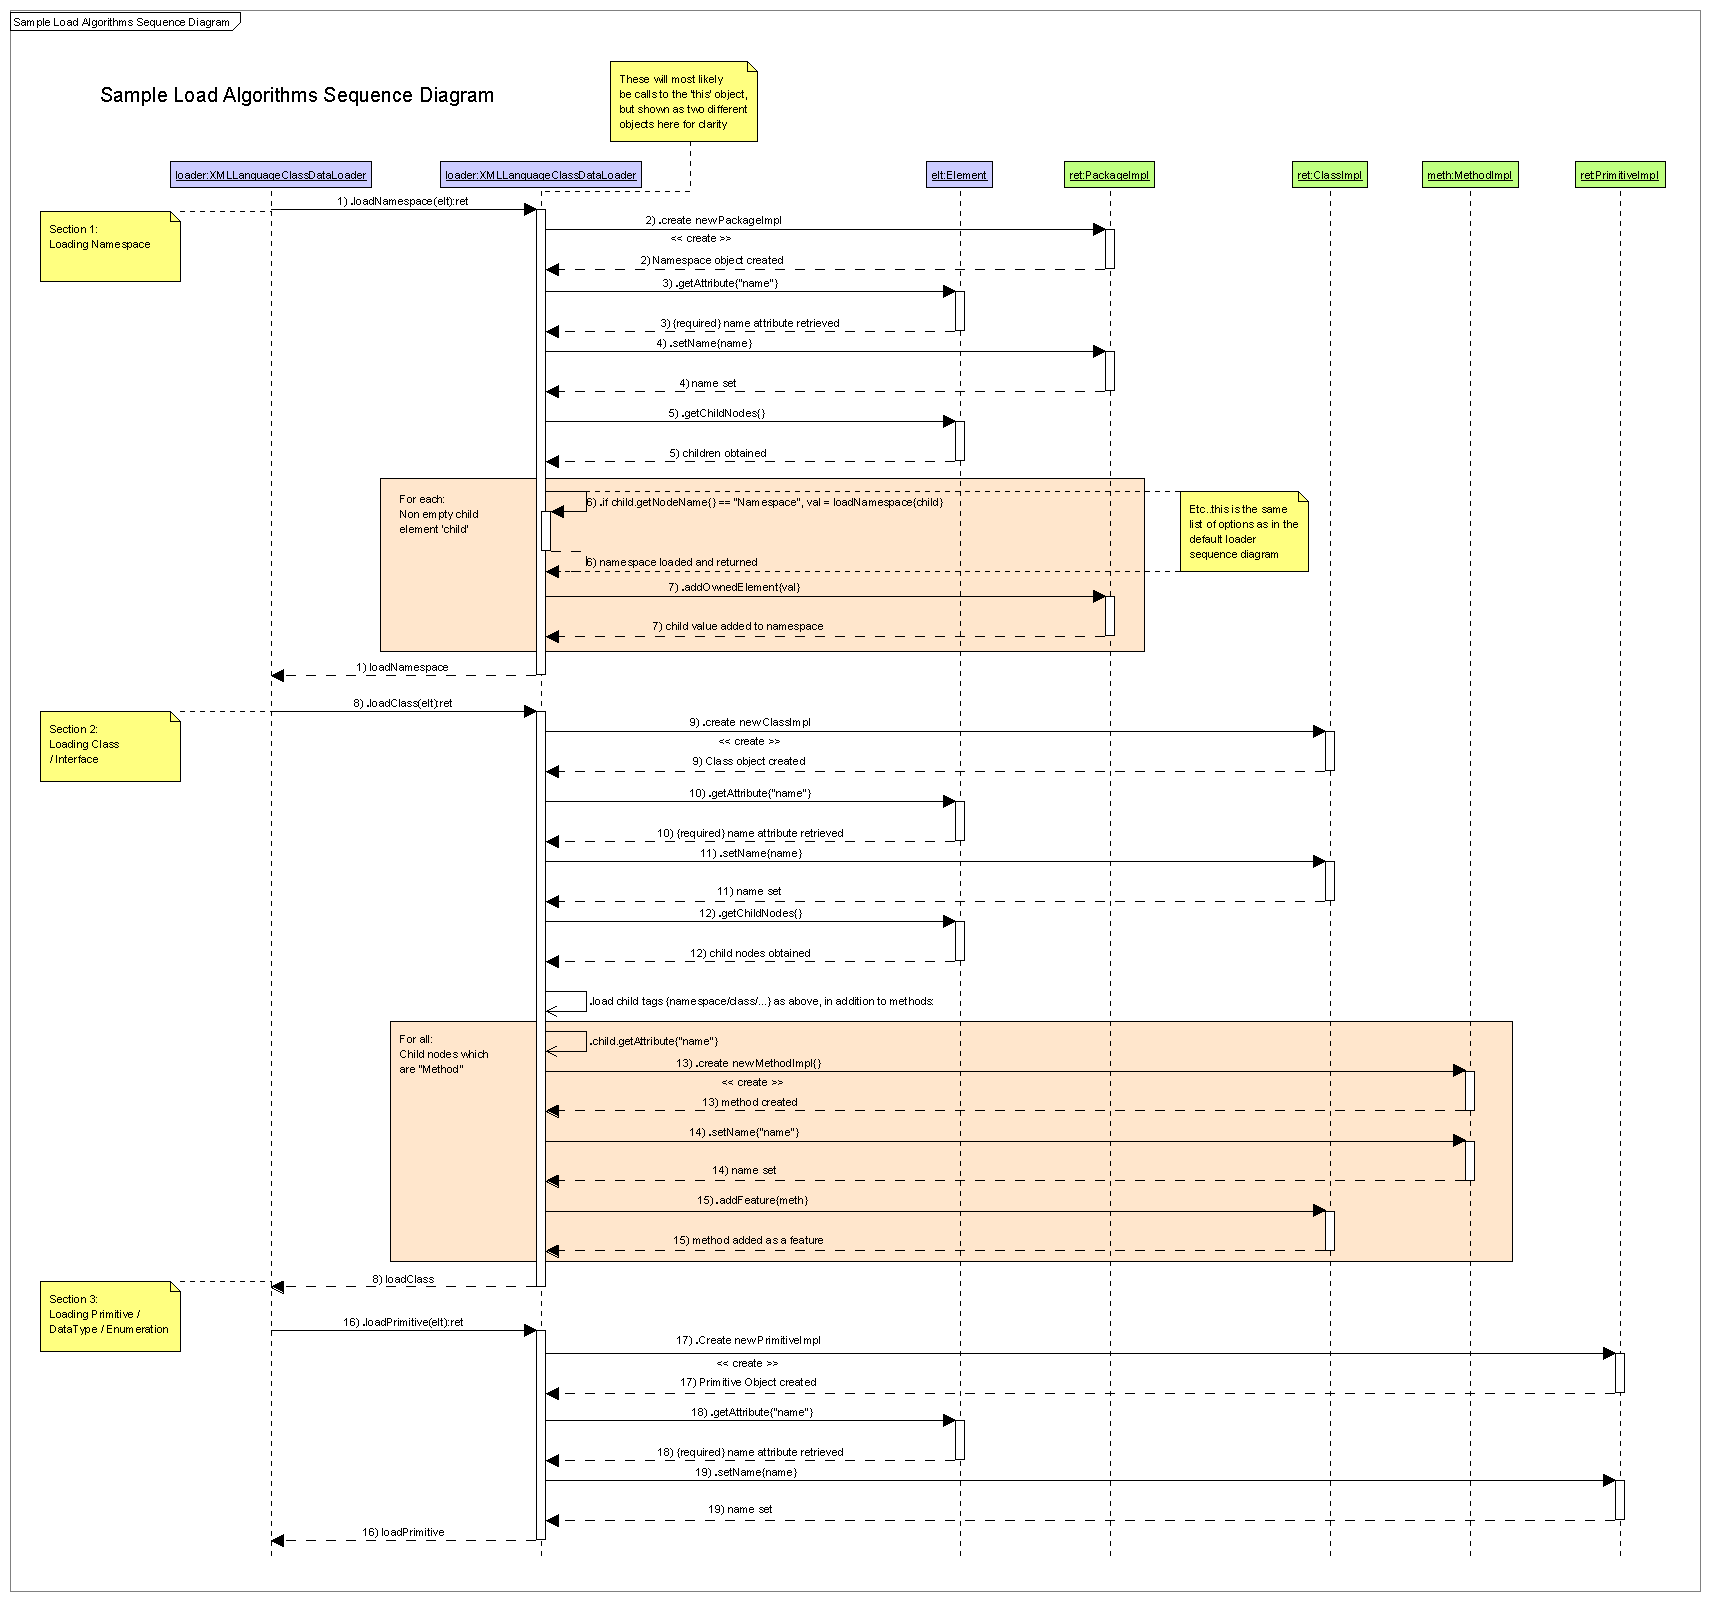 Sample Load Algorithms Sequence Diagram
These will most likely
be calls to the 'this' object,
but shown as two different
objects here for clarity
Sample Load Algorithms Sequence Diagram
loader:XMLLanguageClassDataLoader
loader:XMLLanguageClassDataLoader
elt:Element
ret:PackageImpl
ret:ClassImpl
meth:MethodImpl
ret:PrimitiveImpl
1) .loadNamespace(elt):ret
Section 1:
Loading Namespace
2) .create new PackageImpl
<< create >>
2) Namespace object created
3) .getAttribute{"name"}
3) {required} name attribute retrieved
4) .setName{name}
4) name set
5) .getChildNodes{}
5) children obtained
For each:
Non empty child
element 'child'
6) .if child.getNodeName{} == "Namespace", val = loadNamespace{child}
Etc..this is the same
list of options as in the
default loader
sequence diagram
6) namespace loaded and returned
7) .addOwnedElement{val}
7) child value added to namespace
1) loadNamespace
8) .loadClass(elt):ret
Section 2:
Loading Class
/ Interface
9) .create new ClassImpl
<< create >>
9) Class object created
10) .getAttribute{"name"}
10) {required} name attribute retrieved
11) .setName{name}
11) name set
12) .getChildNodes{}
12) child nodes obtained
.load child tags {namespace/class/...} as above, in addition to methods:
For all:
Child nodes which
are "Method"
.child.getAttribute{"name"}
13) .create new MethodImpl{}
<< create >>
13) method created
14) .setName{"name"}
14) name set
15) .addFeature{meth}
15) method added as a feature
8) loadClass
Section 3:
Loading Primitive /
DataType / Enumeration
16) .loadPrimitive(elt):ret
17) .Create new PrimitiveImpl
<< create >>
17) Primitive Object created
18) .getAttribute{"name"}
18) {required} name attribute retrieved
19) .setName{name}
19) name set
16) loadPrimitive